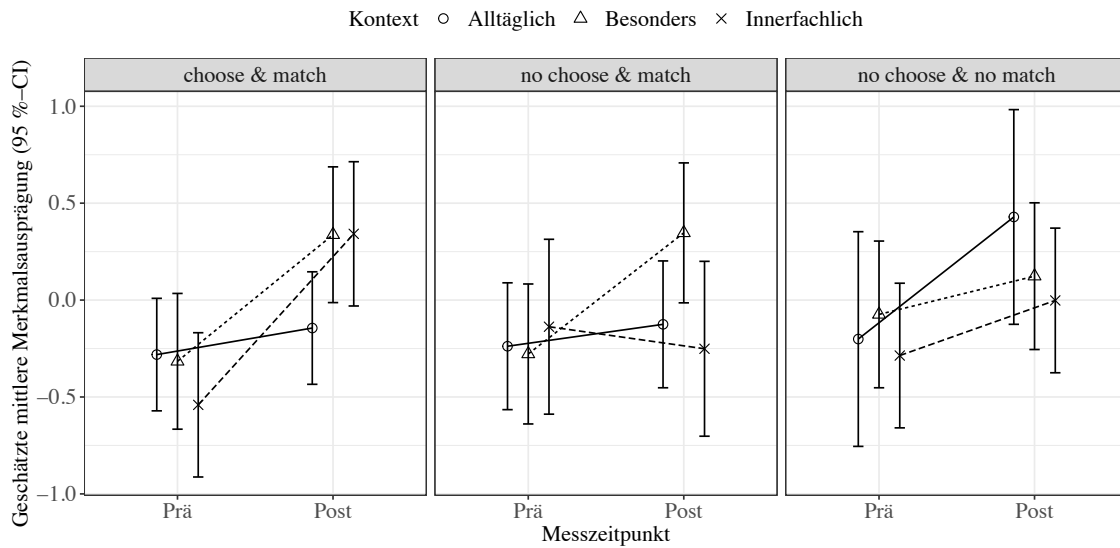 Kontext Alltäglich Besonders Innerfachlich
choose & match no choose & match no choose & no match
Geschätzte mittlere Merkmalsausprägung (95 %–CI)
1.0
0.5
0.0
−0.5
−1.0
Prä Post Prä Post Prä Post
Messzeitpunkt